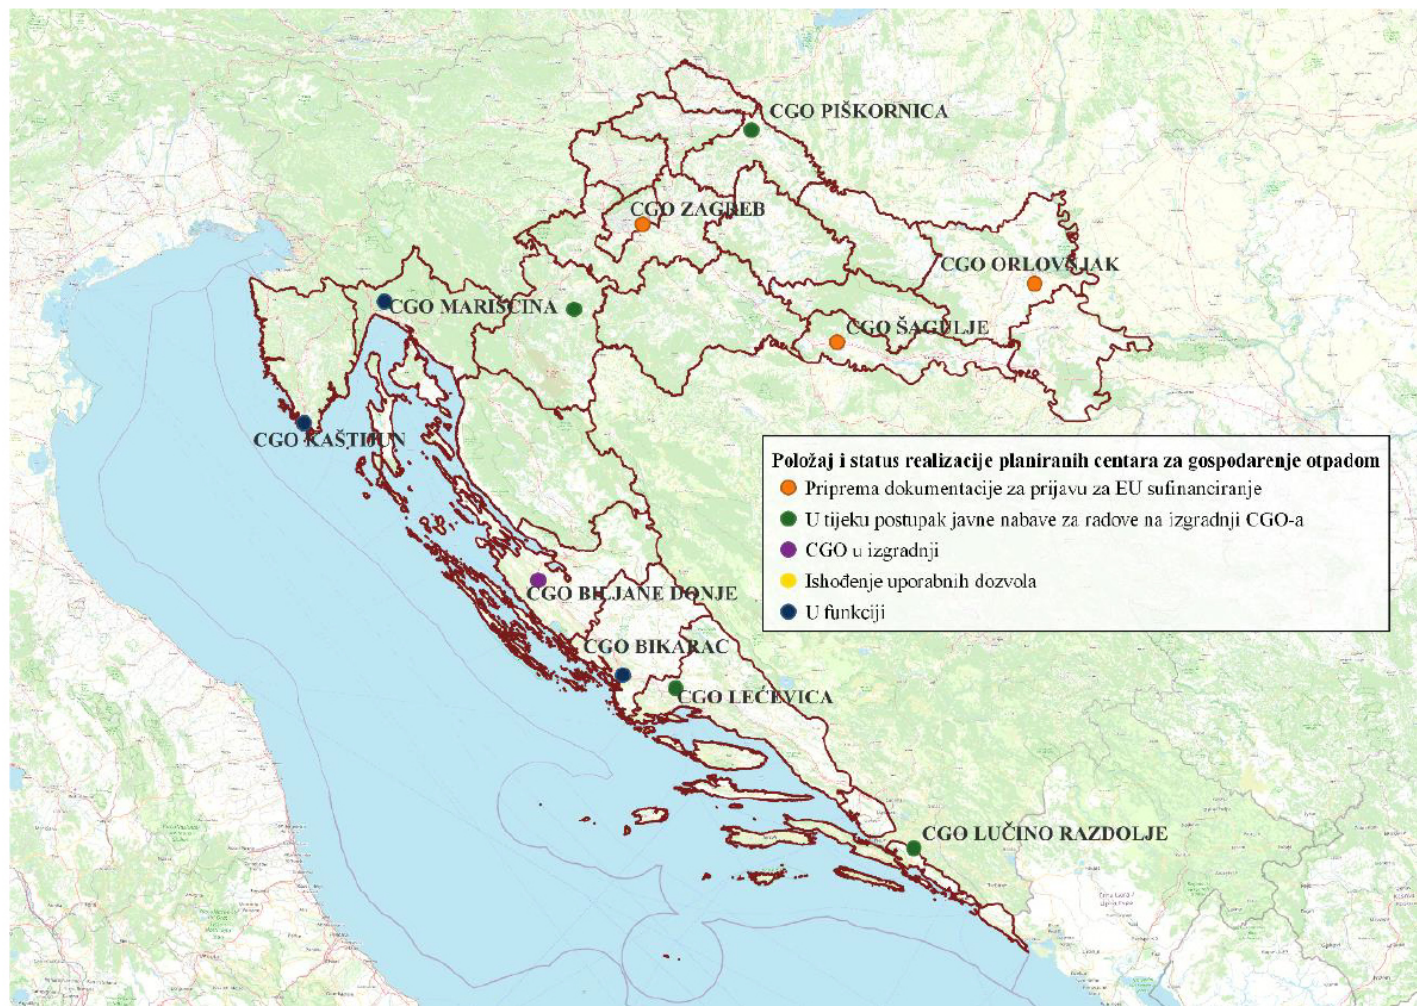 CGO PIŠKORNICA
CGO ZAGREB
CGO ORLOVNJAK
CGO MARIŠĆINA
CGO ŠAGULJE
CGO KAŠTIJUN
Položaj i status realizacije planiranih centara za gospodarenje otpadom
Priprema dokumentacije za prijavu za EU sufinanciranje
U tijeku postupak javne nabave za radove na izgradnji CGO-a
CGO u izgradnji
Ishođenje uporabnih dozvola
U funkciji
CGO BILJANE DONJE
CGO BIKARAC
CGO LEĆEVICA
CGO LUČINO RAZDOLJE